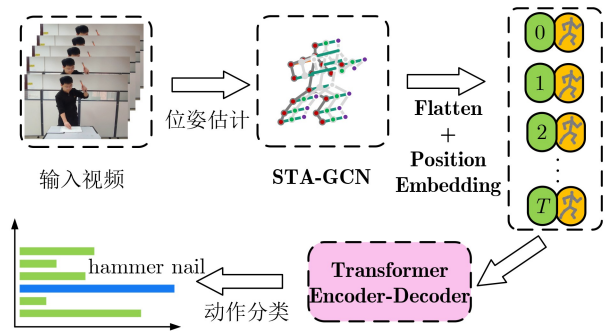 输入视频
位姿估计
STA-GCN
Flatten
+
Position
Embedding
0
1
2
⋮
T
Transformer
Encoder-Decoder
动作分类
hammer nail